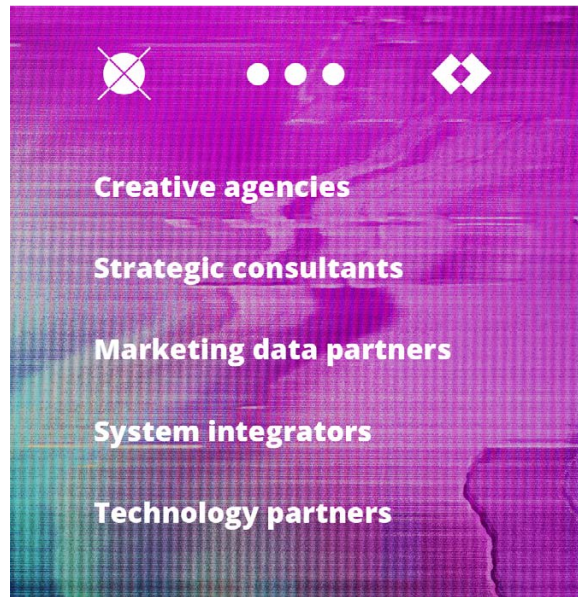 Creative agencies
Strategic consultants
Marketing data partners
System integrators
Technology partners